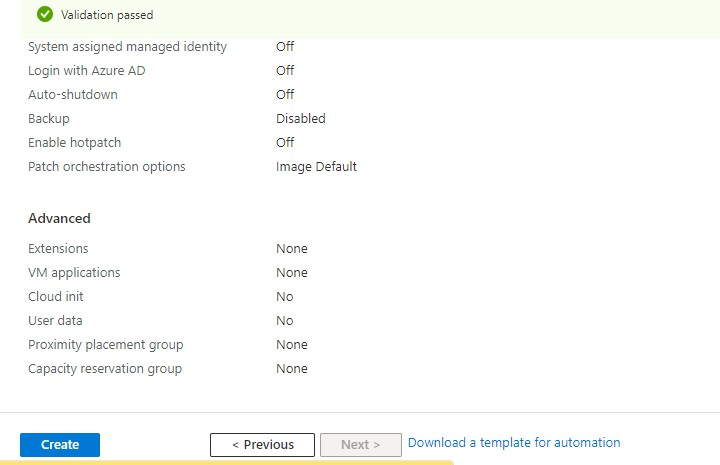 Validation passed
System assigned managed identity Off
Login with Azure AD Off
Auto-shutdown Off
Backup Disabled
Enable hotpatch Off
Patch orchestration options Image Default
Advanced
Extensions None
VM applications None
Cloud init No
User data No
Proximity placement group None
Capacity reservation group None
Create < Previous Next > Download a template for automation